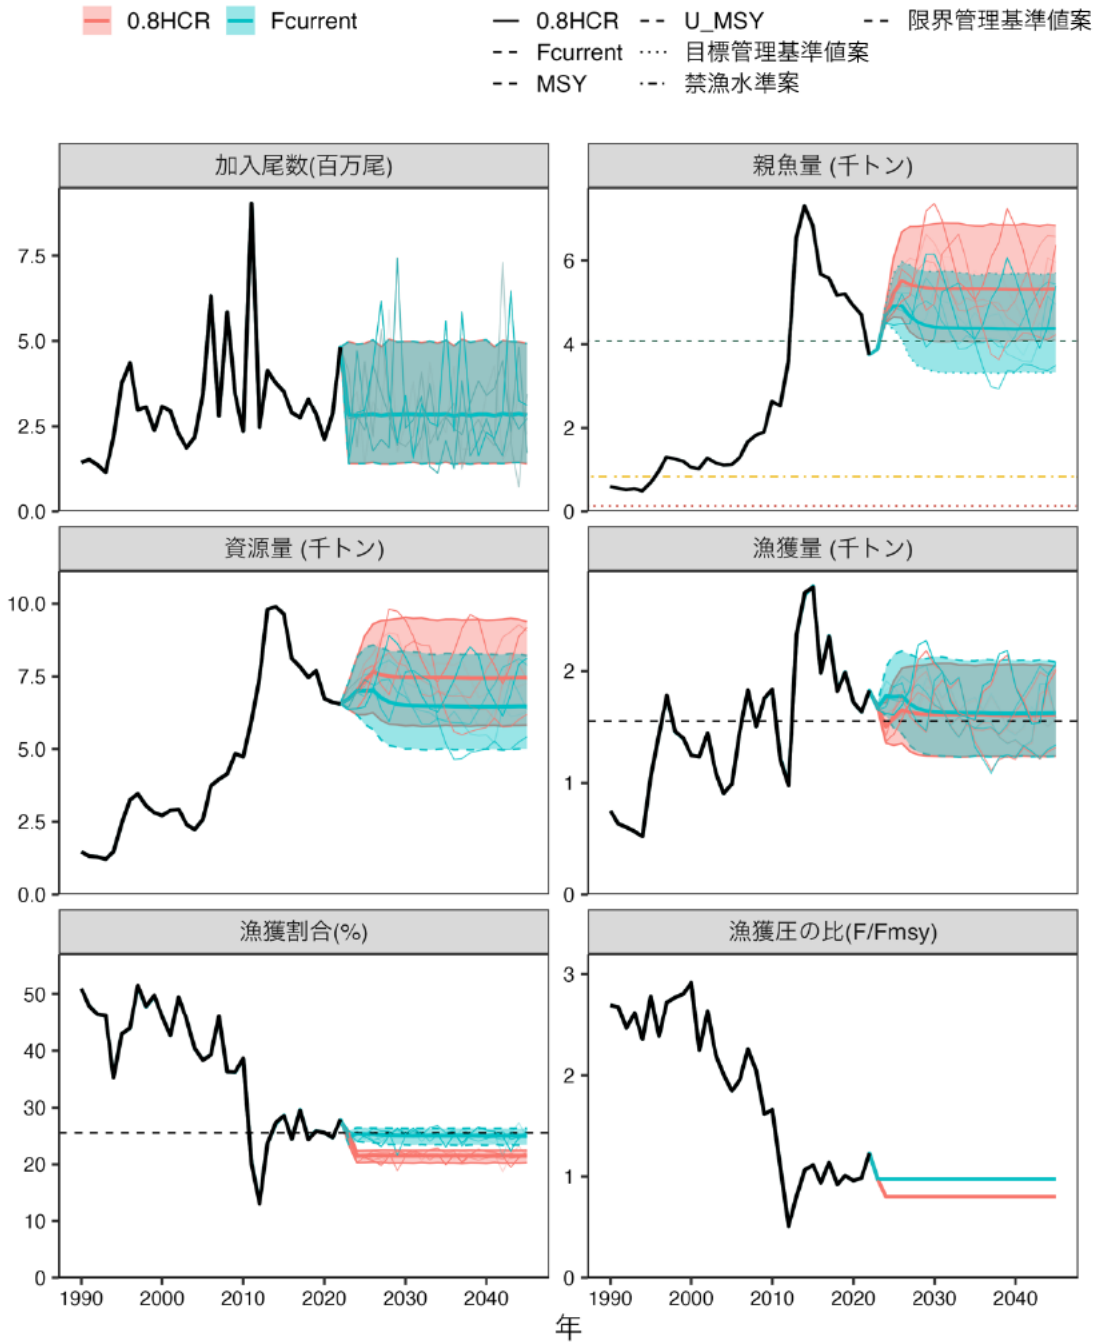 0.8HCR Fcurrent
0.8HCR U_MSY 限界管理基準値案
Fcurrent 目標管理基準値案
MSY 禁漁水準案
加入尾数(百万尾) 親魚量 (千トン)
7.5
5.0
2.5
0.0
6
4
2
0
資源量 (千トン) 漁獲量 (千トン)
10.0
7.5
5.0
2.5
0.0
2
1
0
漁獲割合(%) 漁獲圧の比(F/Fmsy)
50
40
30
20
10
0
3
2
1
0
1990 2000 2010 2020 2030 2040 1990 2000 2010 2020 2030 2040
年